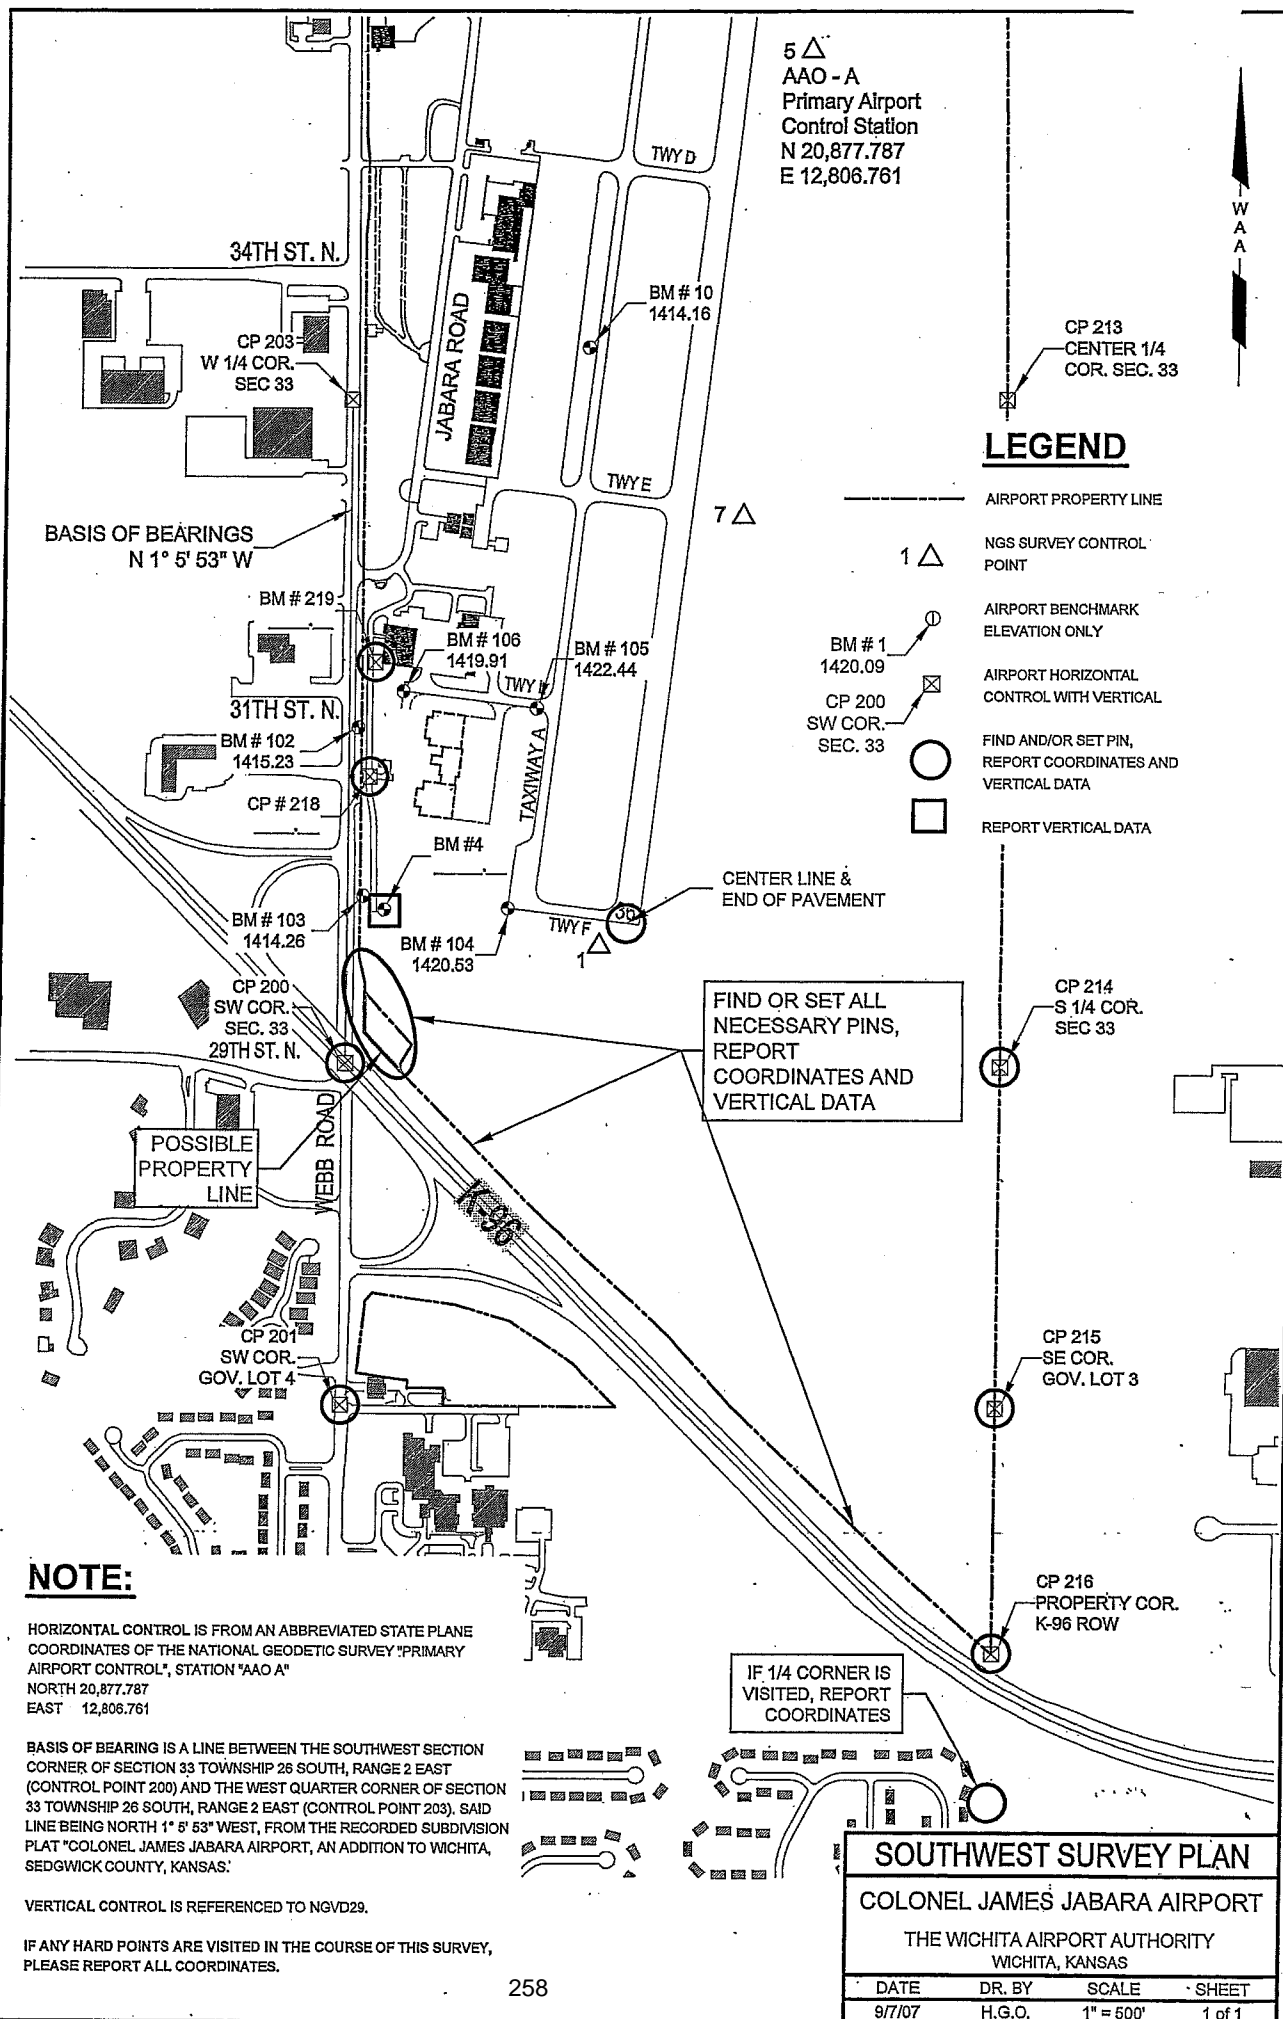 5
AAO - A
Primary Airport
Control Station
N 20,877.787
E 12,806.761
W
A
A
TWY D
34TH ST. N.
BM # 10
1414.16
CP 203
W 1/4 COR.
SEC 33
JABARA ROAD
CP 213
CENTER 1/4
COR. SEC. 33
LEGEND
AIRPORT PROPERTY LINE
1
NGS SURVEY CONTROL
POINT
BM # 1
1420.09
AIRPORT BENCHMARK
ELEVATION ONLY
CP 200
SW COR.
SEC. 33
AIRPORT HORIZONTAL
CONTROL WITH VERTICAL
FIND AND/OR SET PIN,
REPORT COORDINATES AND
VERTICAL DATA
REPORT VERTICAL DATA
TWY E
7
BASIS OF BEARINGS
N 1° 5' 53" W
BM # 219
BM # 106
1419.91
BM # 105
1422.44
TWY
31TH ST. N.
BM # 102
1415.23
TAXIWAY A
CP # 218
BM #4
CENTER LINE &
END OF PAVEMENT
BM # 103
1414.26
36
TWY F
1
BM # 104
1420.53
CP 200
SW COR.
SEC. 33
29TH ST. N.
FIND OR SET ALL
NECESSARY PINS,
REPORT
COORDINATES AND
VERTICAL DATA
CP 214
S 1/4 COR.
SEC 33
POSSIBLE
PROPERTY
LINE
WEBB ROAD
K-96
CP 201
SW COR.
GOV. LOT 4
CP 215
SE COR.
GOV. LOT 3
CP 216
PROPERTY COR.
K-96 ROW
IF 1/4 CORNER IS
VISITED, REPORT
COORDINATES
NOTE:
HORIZONTAL CONTROL IS FROM AN ABBREVIATED STATE PLANE
COORDINATES OF THE NATIONAL GEODETIC SURVEY "PRIMARY
AIRPORT CONTROL", STATION "AAO A"
NORTH 20,877.787
EAST 12,806.761
BASIS OF BEARING IS A LINE BETWEEN THE SOUTHWEST SECTION
CORNER OF SECTION 33 TOWNSHIP 26 SOUTH, RANGE 2 EAST
(CONTROL POINT 200) AND THE WEST QUARTER CORNER OF SECTION
33 TOWNSHIP 26 SOUTH, RANGE 2 EAST (CONTROL POINT 203). SAID
LINE BEING NORTH 1° 5' 53" WEST, FROM THE RECORDED SUBDIVISION
PLAT "COLONEL JAMES JABARA AIRPORT, AN ADDITION TO WICHITA,
SEDGWICK COUNTY, KANSAS.'
VERTICAL CONTROL IS REFERENCED TO NGVD29.
IF ANY HARD POINTS ARE VISITED IN THE COURSE OF THIS SURVEY,
PLEASE REPORT ALL COORDINATES.
258
SOUTHWEST SURVEY PLAN
COLONEL JAMES JABARA AIRPORT
THE WICHITA AIRPORT AUTHORITY
WICHITA, KANSAS
DATE DR. BY SCALE SHEET
9/7/07 H.G.O. 1" = 500' 1 of 1